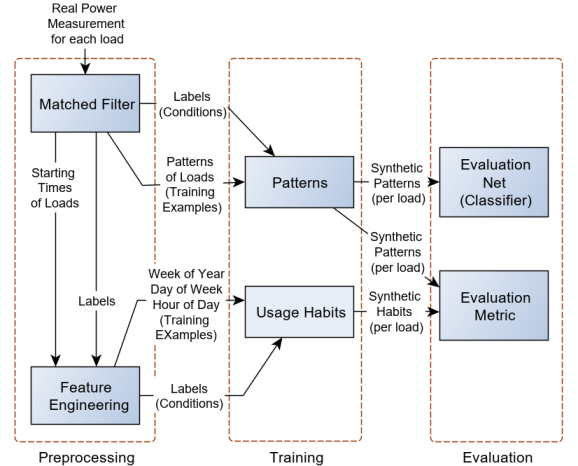 Real Power
Measurement
for each load
Matched Filter
Labels
(Conditions)
Starting
Times
of Loads
Patterns
of Loads
(Training
Examples)
Patterns
Synthetic
Patterns
(per load)
Evaluation
Net
(Classifier)
Synthetic
Patterns
(per load)
Week of Year
Day of Week
Hour of Day
(Training
EXamples)
Labels
Usage Habits
Synthetic
Habits
(per load)
Evaluation
Metric
Feature
Engineering
Labels
(Conditions)
Preprocessing
Training
Evaluation